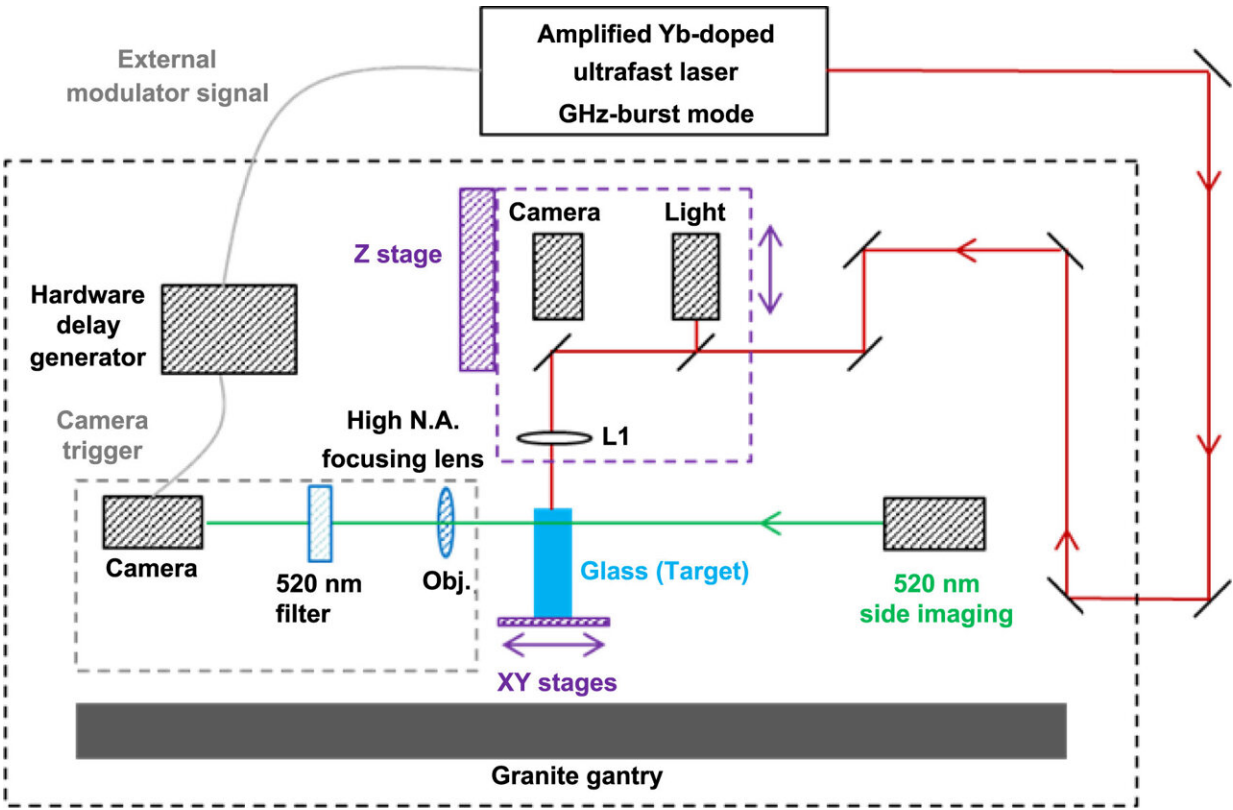 External
modulator signal
Amplified Yb-doped
ultrafast laser
GHz-burst mode
Camera
Light
Z stage
Hardware
delay
generator
Camera
trigger
High N.A.
focusing lens
L1
Camera
520 nm
filter
Obj.
Glass (Target)
520 nm
side imaging
XY stages
Granite gantry